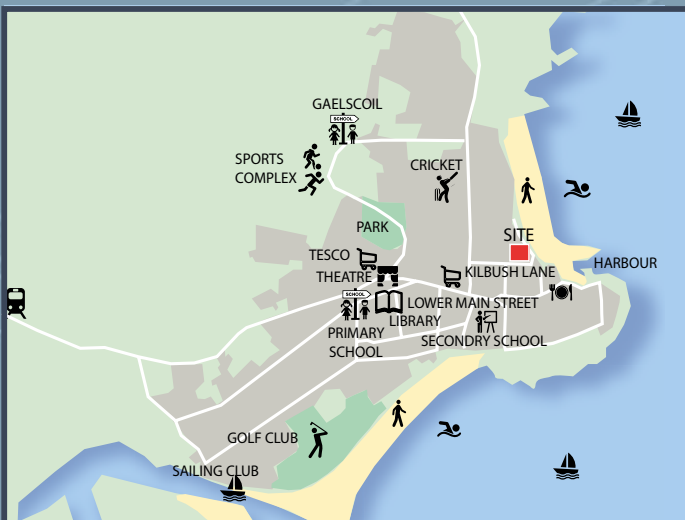 GAELSCOIL
SCHOOL
SPORTS
COMPLEX
CRICKET
PARK
SITE
TESCO
HARBOUR
THEATRE
KILBUSH LANE
SCHOOL
LOWER MAIN STREET
LIBRARY
PRIMARY
SCHOOL
SECONDRY SCHOOL
GOLF CLUB
SAILING CLUB